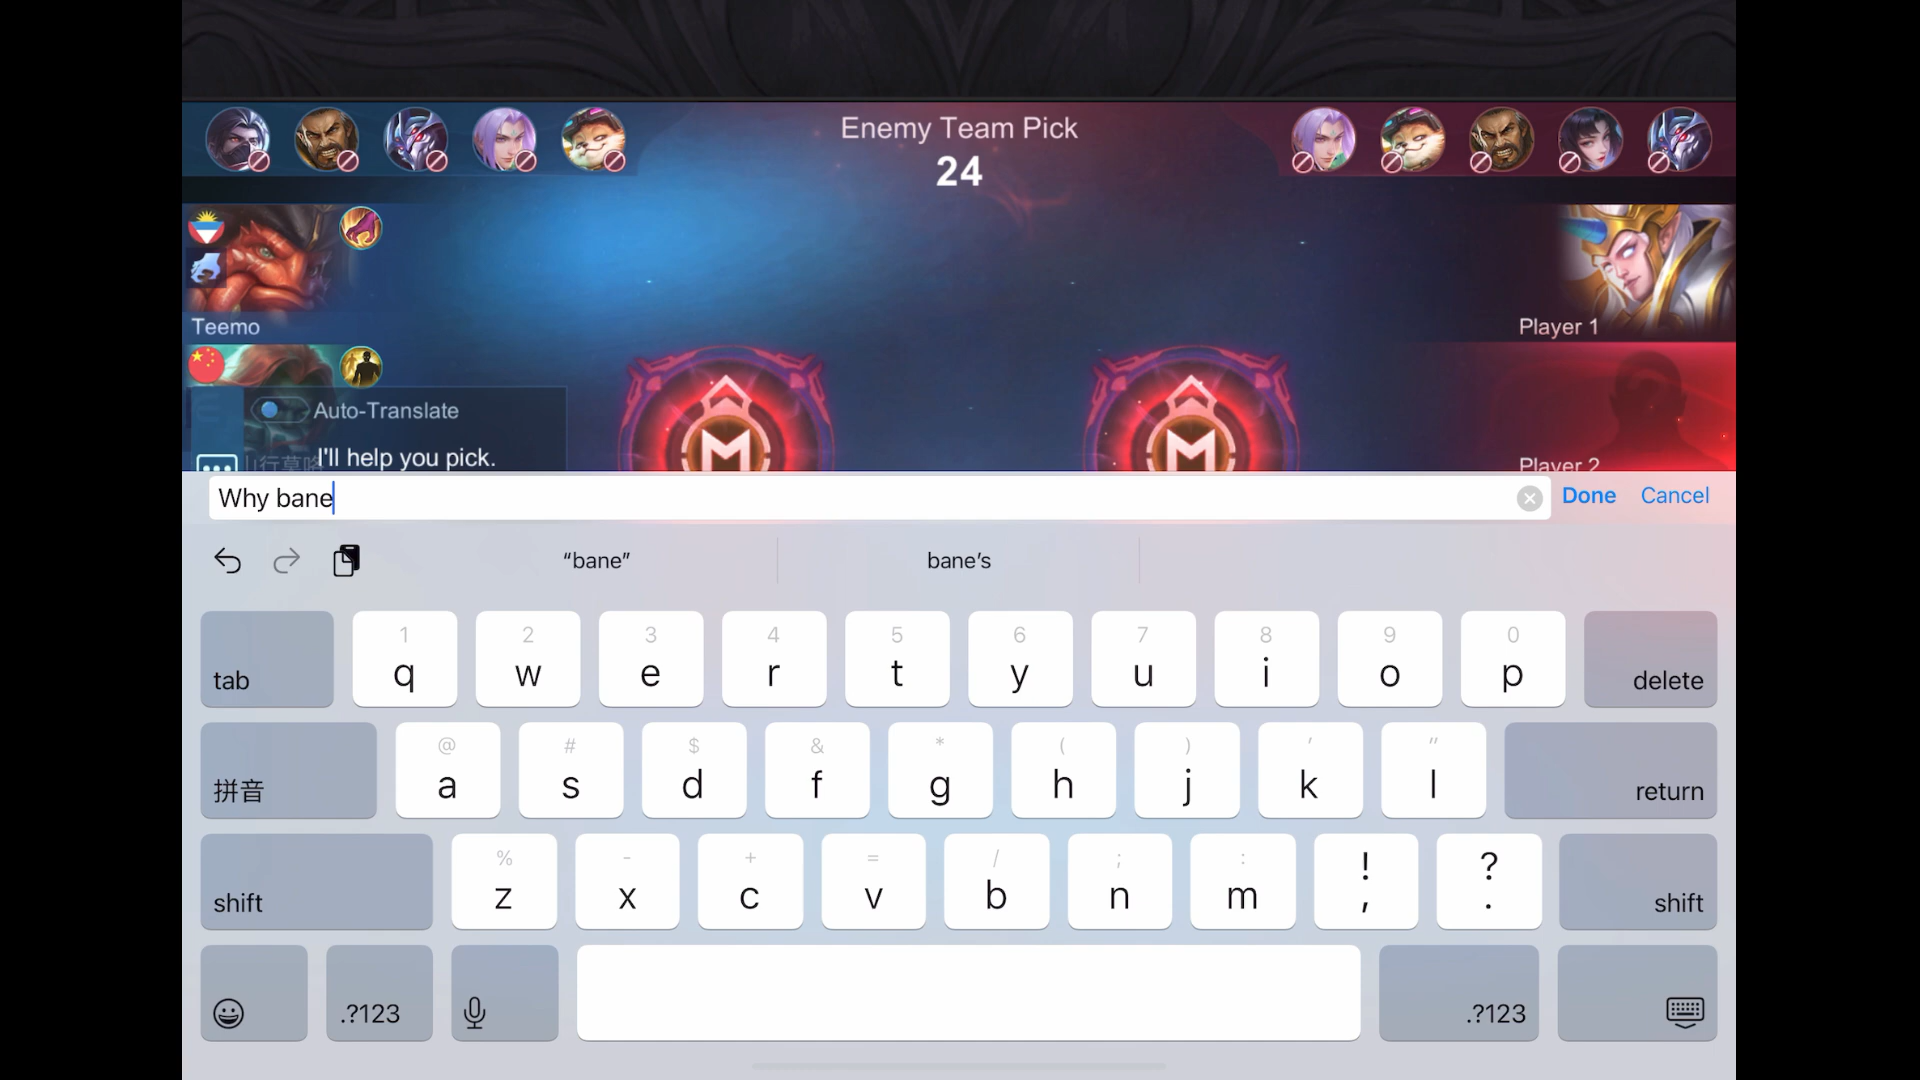 Enemy Team Pick
24
Teemo
Player 1
Auto-Translate
I'll help you pick.
Player 2
Why bane
Done
Cancel
“bane”
bane’s
1 2 3 4 5 6 7 8 9 0
tab q w e r t y u i o p delete
@ # $ & * ( ) ' "
拼音 a s d f g h j k l return
% - + = / ; : ! ?
shift z x c v b n m , . shift
.?123 .?123